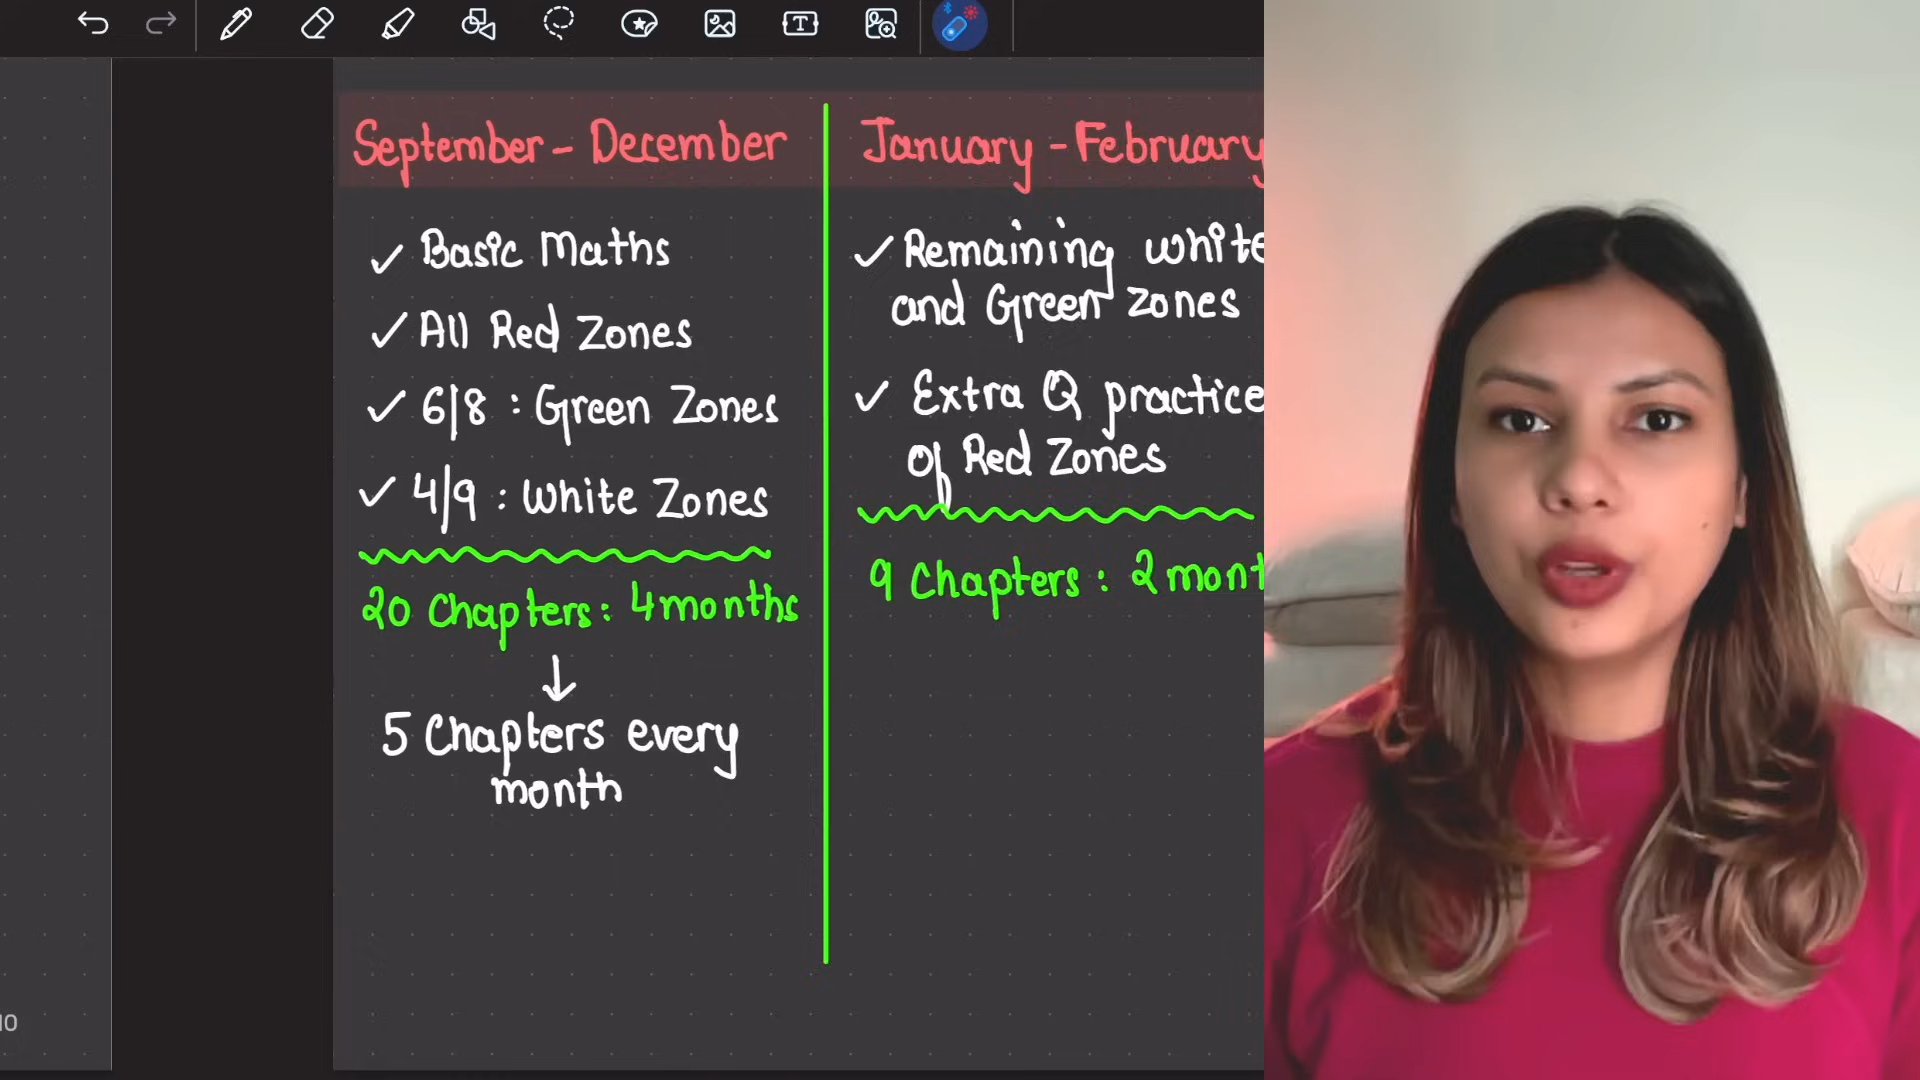 September - December
✓ Basic Maths
✓ All Red Zones
✓ 6|8 : Green Zones
✓ 4|9 : White Zones
20 Chapters : 4 months
↓
5 Chapters every
month
January - February
✓ Remaining white
and Green zones
✓ Extra Q practice
of Red Zones
9 Chapters : 2 mont
10
T